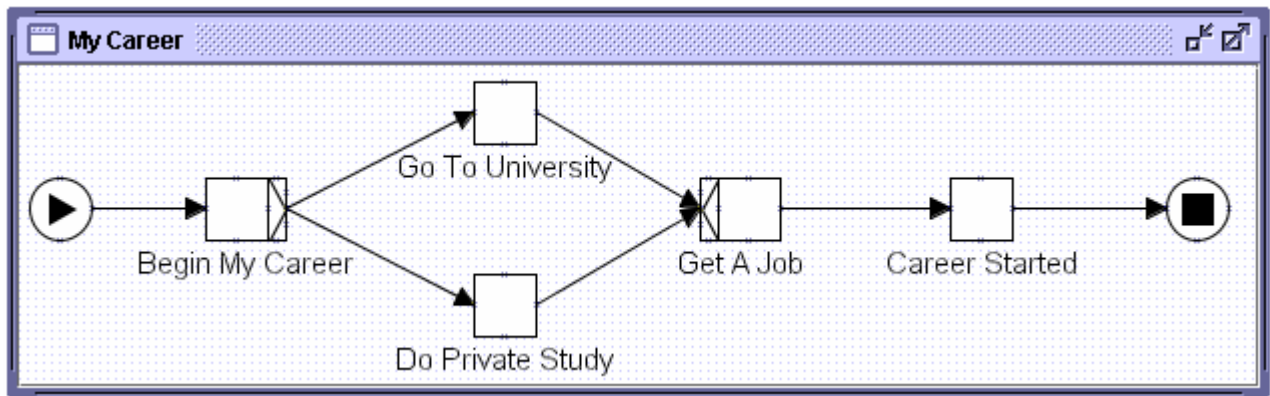 My Career
Go To University
Begin My Career
Get A Job
Career Started
Do Private Study